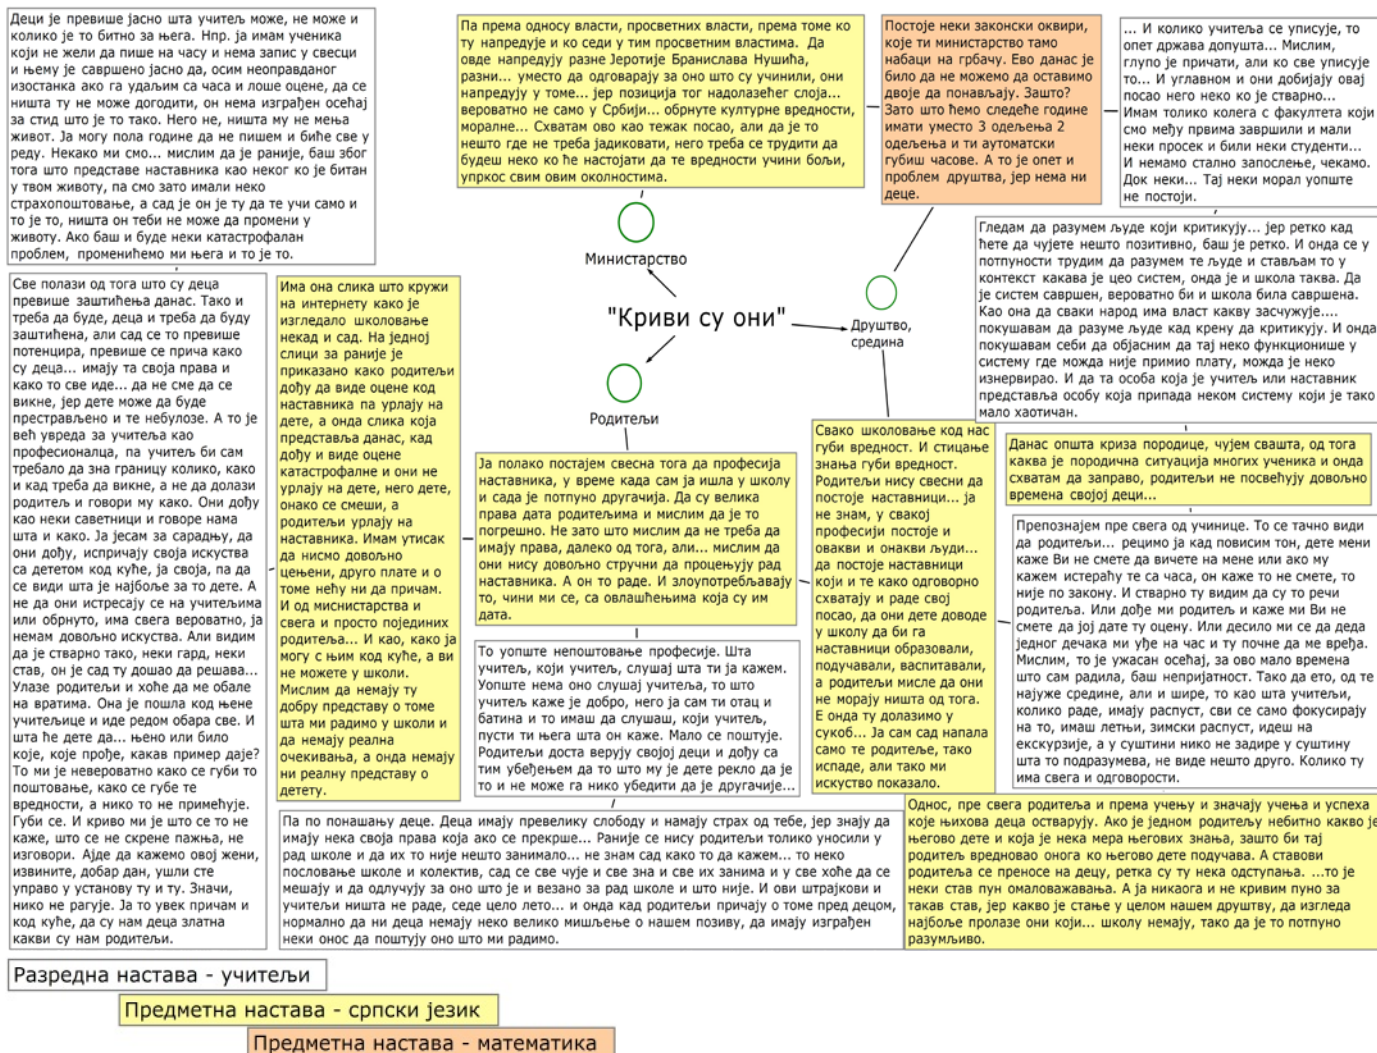 Деци је превише јасно шта учитељ може, не може и
колико је то битно за њега. Нпр. ја имам ученика
који не жели да пише на часу и нема запис у свесци
и њему је савршено јасно да, осим неоправданог
изостанка ако га удаљим са часа и лоше оцене, да се
ништа ту не може догодити, он нема изграђен осећај
за стид што је то тако. Него не, ништа му не мења
живот. Ја могу пола године да не пишем и биће све у
реду. Некако ми смо... мислим да је раније, баш због
тога што представе наставника као неког ко је битан
у твом животу, па смо зато имали неко
страхопоштовање, а сад је он је ту да те учи само и
то је то, ништа он теби не може да промени у
животу. Ако баш и буде неки катастрофалан
проблем, променићемо ми њега и то је то.
Па према односу власти, просветних власти, према томе ко
ту напредује и ко седи у тим просветним властима. Да
овде напредују разне Јеротије Бранислава Нушића,
разни... уместо да одговарају за оно што су учинили, они
напредују у томе... јер позиција тог надолазећег слоја...
вероватно не само у Србији... обрнуте културне вредности,
моралне... Схватам ово као тежак посао, али да је то
нешто где не треба јадиковати, него треба се трудити да
будеш неко ко ће настојати да те вредности учини бољи,
упркос свим овим околностима.
Постоје неки законски оквири,
које ти министарство тамо
набаци на грбачу. Ево данас је
било да не можемо да оставимо
двоје да понављају. Зашто?
Зато што ћемо следеће године
имати уместо 3 одељења 2
одељења и ти аутоматски
губиш часове. А то је опет и
проблем друштва, јер нема ни
деце.
... И колико учитеља се уписује, то
опет држава допушта... Мислим,
глупо је причати, али ко све уписује
то... И углавном и они добијају овај
посао него неко ко је стварно...
Имам толико колега с факултета који
смо међу првима завршили и мали
неки просек и били неки студенти...
И немамо стално запослење, чекамо.
Док неки... Тај неки морал уопште
не постоји.
Министарство
"Криви су они"
Друштво,
средина
Родитељи
Гледам да разумем људе који критикују... јер ретко кад
ћете да чујете нешто позитивно, баш је ретко. И онда се у
потпуности трудим да разумем те људе и стављам то у
контекст какава је цео систем, онда је и школа таква. Да
је систем савршен, вероватно би и школа била савршена.
Као она да сваки народ има власт какву засчужује....
покушавам да разуме људе кад крену да критикују. И онда
покушавам себи да објасним да тај неко функционише у
систему где можда није примио плату, можда је неко
изнервирао. И да та особа која је учитељ или наставник
представља особу која припада неком систему који је тако
мало хаотичан.
Све полази од тога што су деца
превише заштићења данас. Тако и
треба да буде, деца и треба да буду
заштићена, али сад се то превише
потенцира, превише се прича како
су деца... имају та своја права и
како то све иде... да не сме да се
викне, јер дете може да буде
престрављено и те небулозе. А то је
већ увреда за учитеља као
професионалца, па учитељ би сам
требало да зна границу колико, како
и кад треба да викне, а не да долази
родитељ и говори му како. Они дођу
као неки саветници и говоре нама
шта и како. Ја јесам за сарадњу, да
они дођу, испричају своја искуства
са дететом код куће, ја своја, па да
се види шта је најбоље за то дете. А
не да они истресају се на учитељима
или обрнуто, има свега вероватно, ја
немам довољно искуства. Али видим
да је стварно тако, неки гард, неки
став, он је сад ту дошао да решава...
Улазе родитељи и хоће да ме обале
на вратима. Она је пошла код њене
учитељице и иде редом обара све. И
шта ће дете да... њено или било
које, које прође, какав пример даје?
То ми је невероватно како се губи то
поштовање, како се губе те
вредности, а нико то не примећује.
Губи се. И криво ми је што се то не
каже, што се не скрене пажња, не
изговори. Ајде да кажемо овој жени,
извините, добар дан, ушли сте
управо у установу ту и ту. Значи,
нико не рагује. Ја то увек причам и
код куће, да су нам деца златна
какви су нам родитељи.
Има она слика што кружи
на интернету како је
изгледало школовање
некад и сад. На једној
слици за раније је
приказано како родитељи
дођу да виде оцене код
наставника па урлају на
дете, а онда слика која
представља данас, кад
дођу и виде оцене
катастрофалне и они не
урлају на дете, него дете,
онако се смеши, а
родитељи урлају на
наставника. Имам утисак
да нисмо довољно
цењени, друго плате и о
томе нећу ни да причам.
И од миснистарства и
свега и просто појединих
родитеља... И као, како ја
могу с њим код куће, а ви
не можете у школи.
Мислим да немају ту
добру представу о томе
шта ми радимо у школи и
да немају реална
очекивања, а онда немају
ни реалну представу о
детету.
Ја полако постајем свесна тога да професија
наставника, у време када сам ја ишла у школу
и сада је потпуно другачија. Да су велика
права дата родитељима и мислим да је то
погрешно. Не зато што мислим да не треба да
имају права, далеко од тога, али... мислим да
они нису довољно стручни да процењују рад
наставника. А он то раде. И злоупотребљавају
то, чини ми се, са овлашћењима која су им
дата.
То уопште непоштовање професије. Шта
учитељ, који учитељ, слушај шта ти ја кажем.
Уопште нема оно слушај учитеља, то што
учитељ каже је добро, него ја сам ти отац и
батина и то имаш да слушаш, који учитељ,
пусти ти њега шта он каже. Мало се поштује.
Родитељи доста верују својој деци и дођу са
тим убеђењем да то што му је дете рекло да је
то и не може га нико убедити да је другачије...
Свако школовање код нас
губи вредност. И стицање
знања губи вредност.
Родитељи нису свесни да
постоје наставници... ја
не знам, у свакој
професији постоје и
овакви и онакви људи...
да постоје наставници
који и те како одговорно
схватају и раде свој
посао, да они дете доводе
у школу да би га
наставници образовали,
подучавали, васпитавали,
а родитељи мисле да они
не морају ништа од тога.
Е онда ту долазимо у
сукоб... Ја сам сад напала
само те родитеље, тако
испаде, али тако ми
искуство показало.
Данас општа криза породице, чујем свашта, од тога
каква је породична ситуација многих ученика и онда
схватам да заправо, родитељи не посвећују довољно
времена својој деци...
Препознајем пре свега од учинице. То се тачно види
да родитељи... рецимо ја кад повисим тон, дете мени
каже Ви не смете да вичете на мене или ако му
кажем истераћу те са часа, он каже то не смете, то
није по закону. И стварно ту видим да су то речи
родитеља. Или дође ми родитељ и каже ми Ви не
смете да јој дате ту оцену. Или десило ми се да деда
једног дечака ми уђе на час и ту почне да ме вређа.
Мислим, то је ужасан осећај, за ово мало времена
што сам радила, баш непријатност. Тако да ето, од те
најуже средине, али и шире, то као шта учитељи,
колико раде, имају распуст, сви се само фокусирају
на то, имаш летњи, зимски распуст, идеш на
екскурзије, а у суштини нико не задире у суштину
шта то подразумева, не виде нешто друго. Колико ту
има свега и одговорости.
Па по понашању деце. Деца имају превелику слободу и намају страх од тебе, јер знају да
имају нека своја права која ако се прекрше... Раније се нису родитељи толико уносили у
рад школе и да их то није нешто занимало... не знам сад како то да кажем... то неко
пословање школе и колектив, сад се све чује и све зна и све их занима и у све хоће да се
мешају и да одлучују за оно што је и везано за рад школе и што није. И ови штрајкови и
учитељи ништа не раде, седе цело лето... и онда кад родитељи причају о томе пред децом,
нормално да ни деца немају неко велико мишљење о нашем позиву, да имају изграђен
неки онос да поштују оно што ми радимо.
Однос, пре свега родитеља и према учењу и значају учења и успеха
које њихова деца остварују. Ако је једном родитељу небитно какво је
његово дете и која је нека мера његових знања, зашто би тај
родитељ вредновао онога ко његово дете подучава. А ставови
родитеља се преносе на децу, ретка су ту нека одступања. ...то је
неки став пун омаловажавања. А ја никаога и не кривим пуно за
такав став, јер какво је стање у целом нашем друштву, да изгледа
најбоље пролазе они који... школу немају, тако да је то потпуно
разумљиво.
Разредна настава - учитељи
Предметна настава - српски језик
Предметна настава - математика